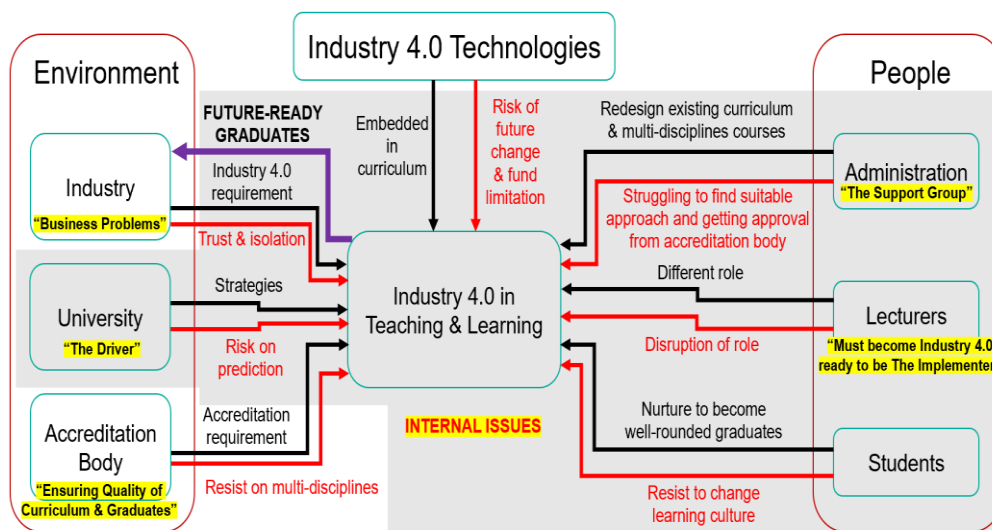 Industry 4.0 Technologies
Environment
People
FUTURE-READY
GRADUATES
Industry 4.0
requirement
Embedded
in
curriculum
Risk of
future
change
& fund
limitation
Redesign existing curriculum
& multi-disciplines courses
Industry
“Business Problems”
Trust & isolation
Administration
“The Support Group”
Struggling to find suitable
approach and getting approval
from accreditation body
Strategies
University
“The Driver”
Risk on
prediction
Industry 4.0 in
Teaching & Learning
Different role
Lecturers
“Must become Industry 4.0
ready to be The Implementer
Disruption of role
Accreditation
requirement
Accreditation
Body
“Ensuring Quality of
Curriculum & Graduates”
Resist on multi-disciplines
INTERNAL ISSUES
Nurture to become
well-rounded graduates
Students
Resist to change
learning culture